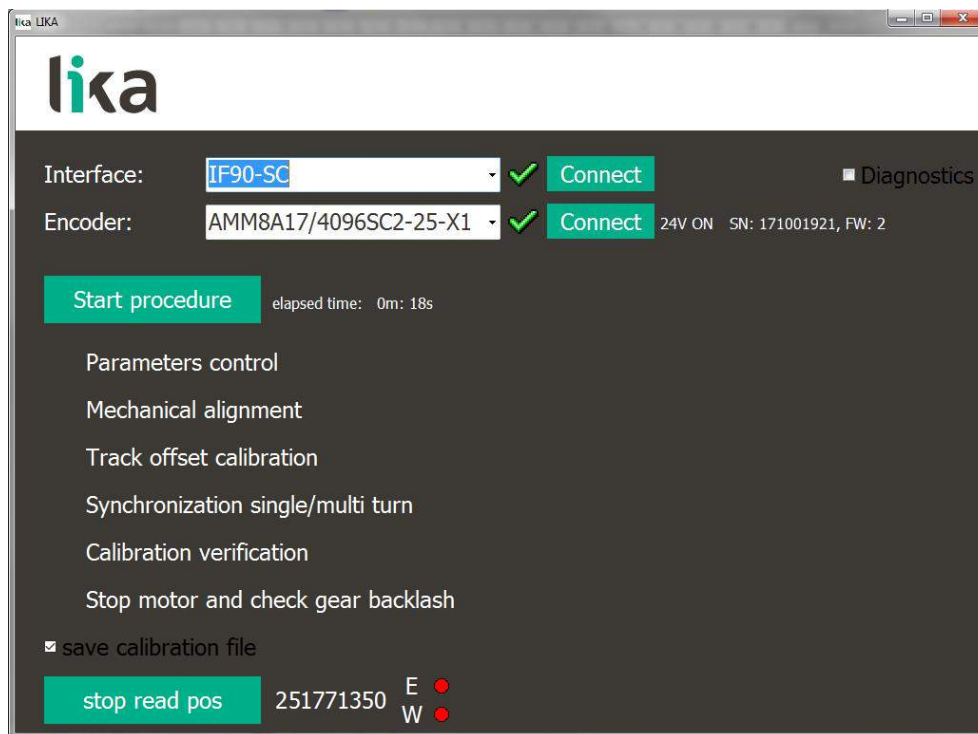 lika LIKA
lika
Interface: IF90-SC Connect Diagnostics
Encoder: AMM8A17/4096SC2-25-X1 Connect 24V ON SN: 171001921, FW: 2
Start procedure elapsed time: 0m: 18s
Parameters control
Mechanical alignment
Track offset calibration
Synchronization single/multi turn
Calibration verification
Stop motor and check gear backlash
save calibration file
stop read pos 251771350 E
W